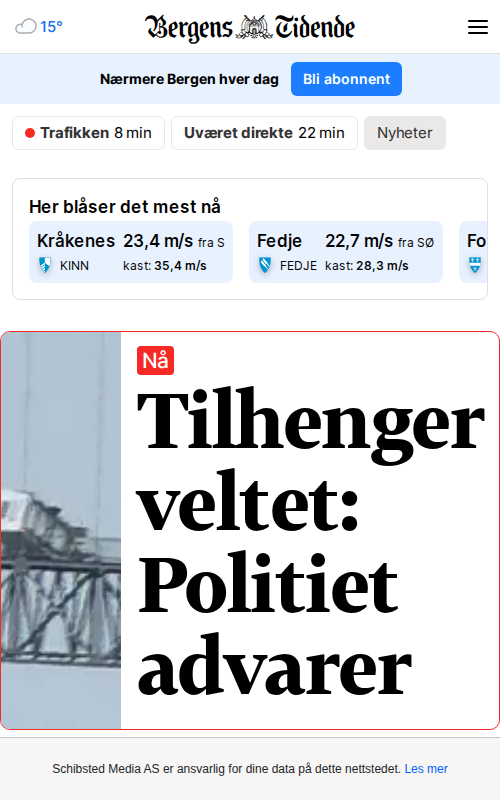 15°
Bergens Tidende
Nærmere Bergen hver dag
Bli abonnent
Trafikken 8 min
Uværet direkte 22 min
Nyheter
Her blåser det mest nå
Kråkenes 23,4 m/s fra S
KINN kast: 35,4 m/s
Fedje 22,7 m/s fra SØ
FEDJE kast: 28,3 m/s
Fo
Nå
Tilhenger
veltet:
Politiet
advarer
Schibsted Media AS er ansvarlig for dine data på dette nettstedet. Les mer